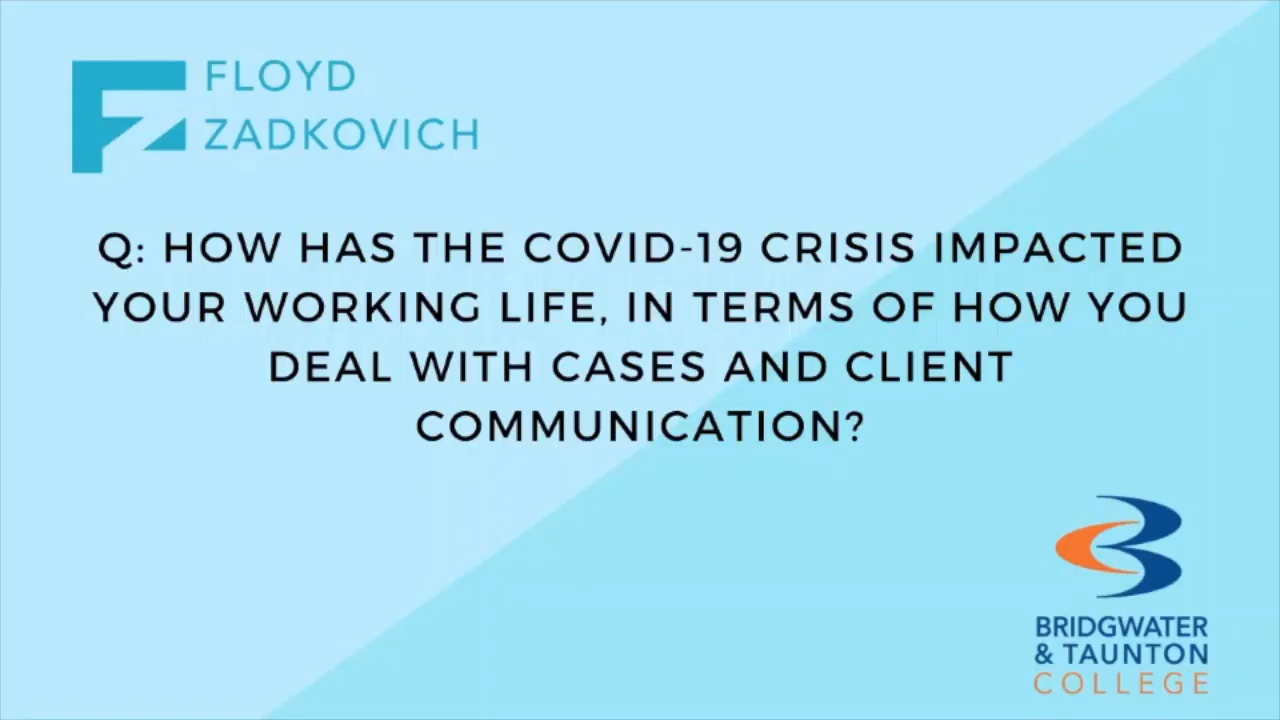 FLOYD
ZADKOVICH
Q: HOW HAS THE COVID-19 CRISIS IMPACTED
YOUR WORKING LIFE, IN TERMS OF HOW YOU
DEAL WITH CASES AND CLIENT
COMMUNICATION?
BRIDGWATER
& TAUNTON
COLLEGE